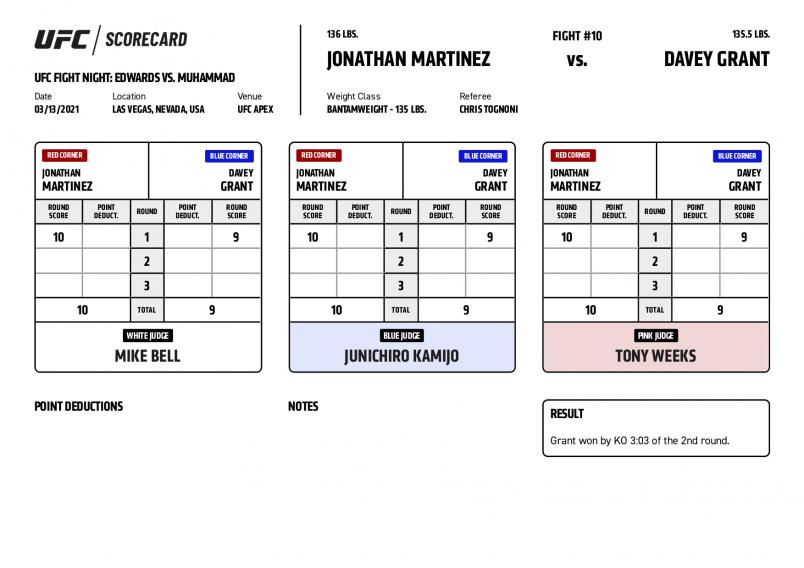 UFC SCORECARD
UFC FIGHT NIGHT: EDWARDS VS. MUHAMMAD
Date Location Venue
03/13/2021 LAS VEGAS, NEVADA, USA UFC APEX
136 LBS. FIGHT #10 135.5 LBS.
JONATHAN MARTINEZ VS. DAVEY GRANT
Weight Class Referee
BANTAMWEIGHT - 135 LBS. CHRIS TOGNONI
RED CORNER BLUE CORNER
JONATHAN DAVEY
MARTINEZ GRANT
ROUND SCORE POINT DEDUCT. ROUND POINT DEDUCT. ROUND SCORE
10 1 9
2
3
10 TOTAL 9
WHITE JUDGE
MIKE BELL
RED CORNER BLUE CORNER
JONATHAN DAVEY
MARTINEZ GRANT
ROUND SCORE POINT DEDUCT. ROUND POINT DEDUCT. ROUND SCORE
10 1 9
2
3
10 TOTAL 9
BLUE JUDGE
JUNICHIRO KAMIJO
RED CORNER BLUE CORNER
JONATHAN DAVEY
MARTINEZ GRANT
ROUND SCORE POINT DEDUCT. ROUND POINT DEDUCT. ROUND SCORE
10 1 9
2
3
10 TOTAL 9
PINK JUDGE
TONY WEEKS
POINT DEDUCTIONS
NOTES
RESULT
Grant won by KO 3:03 of the 2nd round.